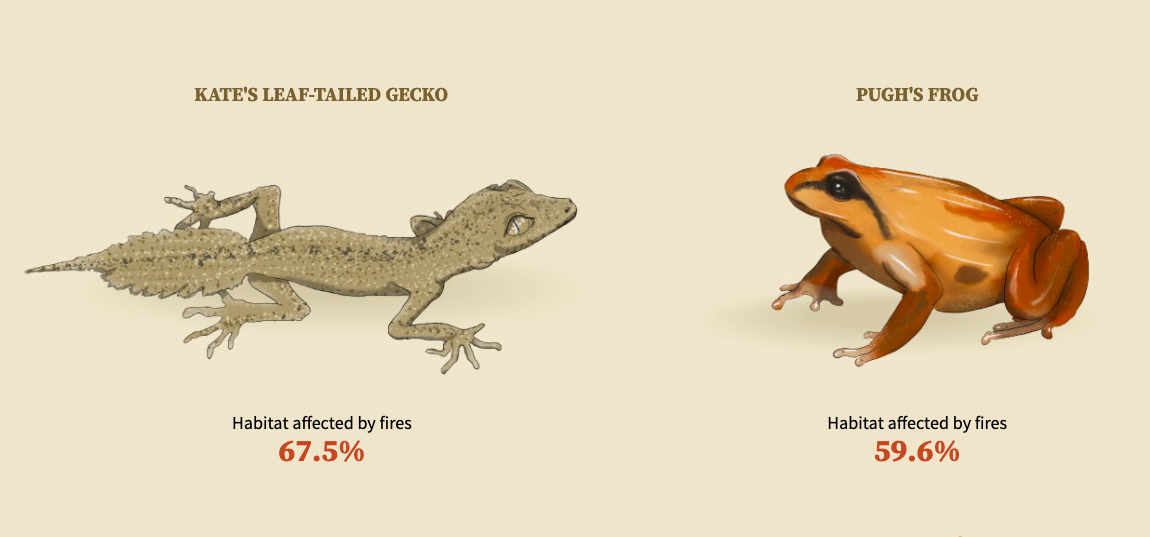 KATE'S LEAF-TAILED GECKO
Habitat affected by fires
67.5%
PUGH'S FROG
Habitat affected by fires
59.6%